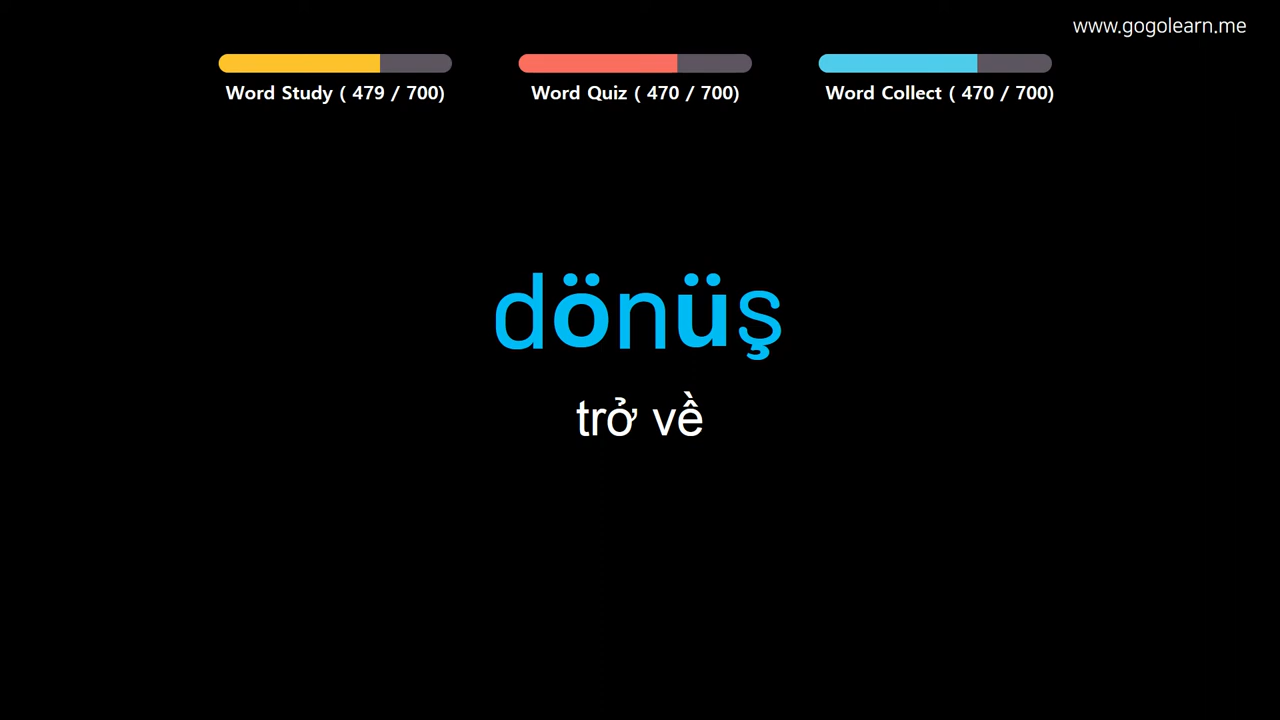 www.gogolearn.me
Word Study ( 479 / 700)
Word Quiz ( 470 / 700)
Word Collect ( 470 / 700)
dönüş
trở về